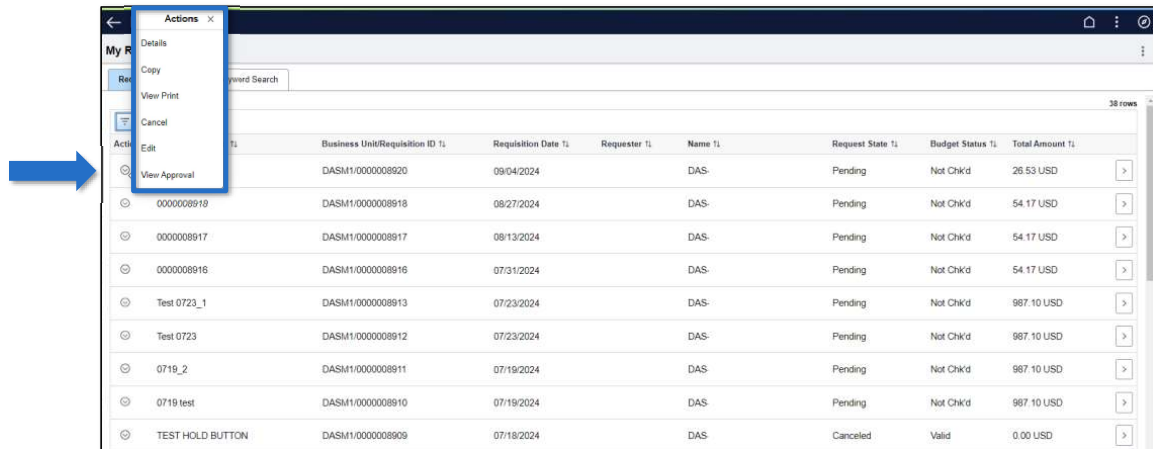 Actions ×
Details
My R
Copy
Rec yword Search
View Print
38 rows
Cancel
Acti Business Unit/Requisition ID Requisition Date Requester Name Request State Budget Status Total Amount
Edit
View Approval DASM1/0000008920 09/04/2024 DAS- Pending Not Chk'd 26.53 USD
0000008918 DASM1/0000008918 08/27/2024 DAS- Pending Not Chk'd 54.17 USD
0000008917 DASM1/0000008917 08/13/2024 DAS- Pending Not Chk'd 54.17 USD
0000008916 DASM1/0000008916 07/31/2024 DAS- Pending Not Chk'd 54.17 USD
Test 0723_1 DASM1/0000008913 07/23/2024 DAS- Pending Not Chk'd 987.10 USD
Test 0723 DASM1/0000008912 07/23/2024 DAS- Pending Not Chk'd 987.10 USD
0719_2 DASM1/0000008911 07/19/2024 DAS- Pending Not Chk'd 987.10 USD
0719 test DASM1/0000008910 07/19/2024 DAS- Pending Not Chk'd 987.10 USD
TEST HOLD BUTTON DASM1/0000008909 07/18/2024 DAS- Canceled Valid 0.00 USD